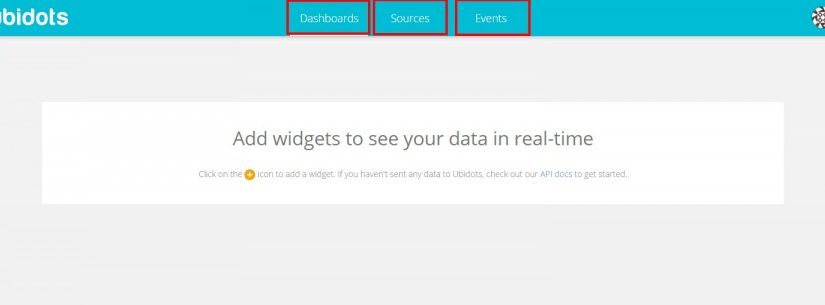 ubidots
Dashboards
Sources
Events
Add widgets to see your data in real-time
Click on the icon to add a widget. If you haven't sent any data to Ubidots, check out our API docs to get started.